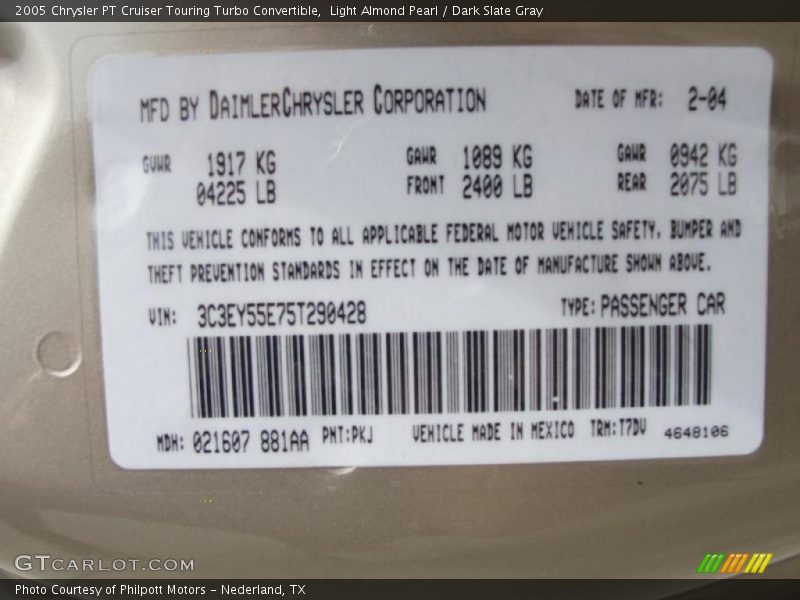 2005 Chrysler PT Cruiser Touring Turbo Convertible,  Light Almond Pearl / Dark Slate Gray
MFD BY DAIMLERCHRYSLER CORPORATION DATE OF MFR: 2-04
GVWR 1917 KG GAWR 1089 KG GAWR 0942 KG
04225 LB FRONT 2400 LB REAR 2075 LB
THIS VEHICLE CONFORMS TO ALL APPLICABLE FEDERAL MOTOR VEHICLE SAFETY, BUMPER AND
THEFT PREVENTION STANDARDS IN EFFECT ON THE DATE OF MANUFACTURE SHOWN ABOVE.
VIN: 3C3EY55E75T290428 TYPE: PASSENGER CAR
MDH: 021607 881AA PNT:PKJ VEHICLE MADE IN MEXICO TRM:T7DV 4648106
GTCARLOT.COM
Photo Courtesy of Philpott Motors - Nederland, TX